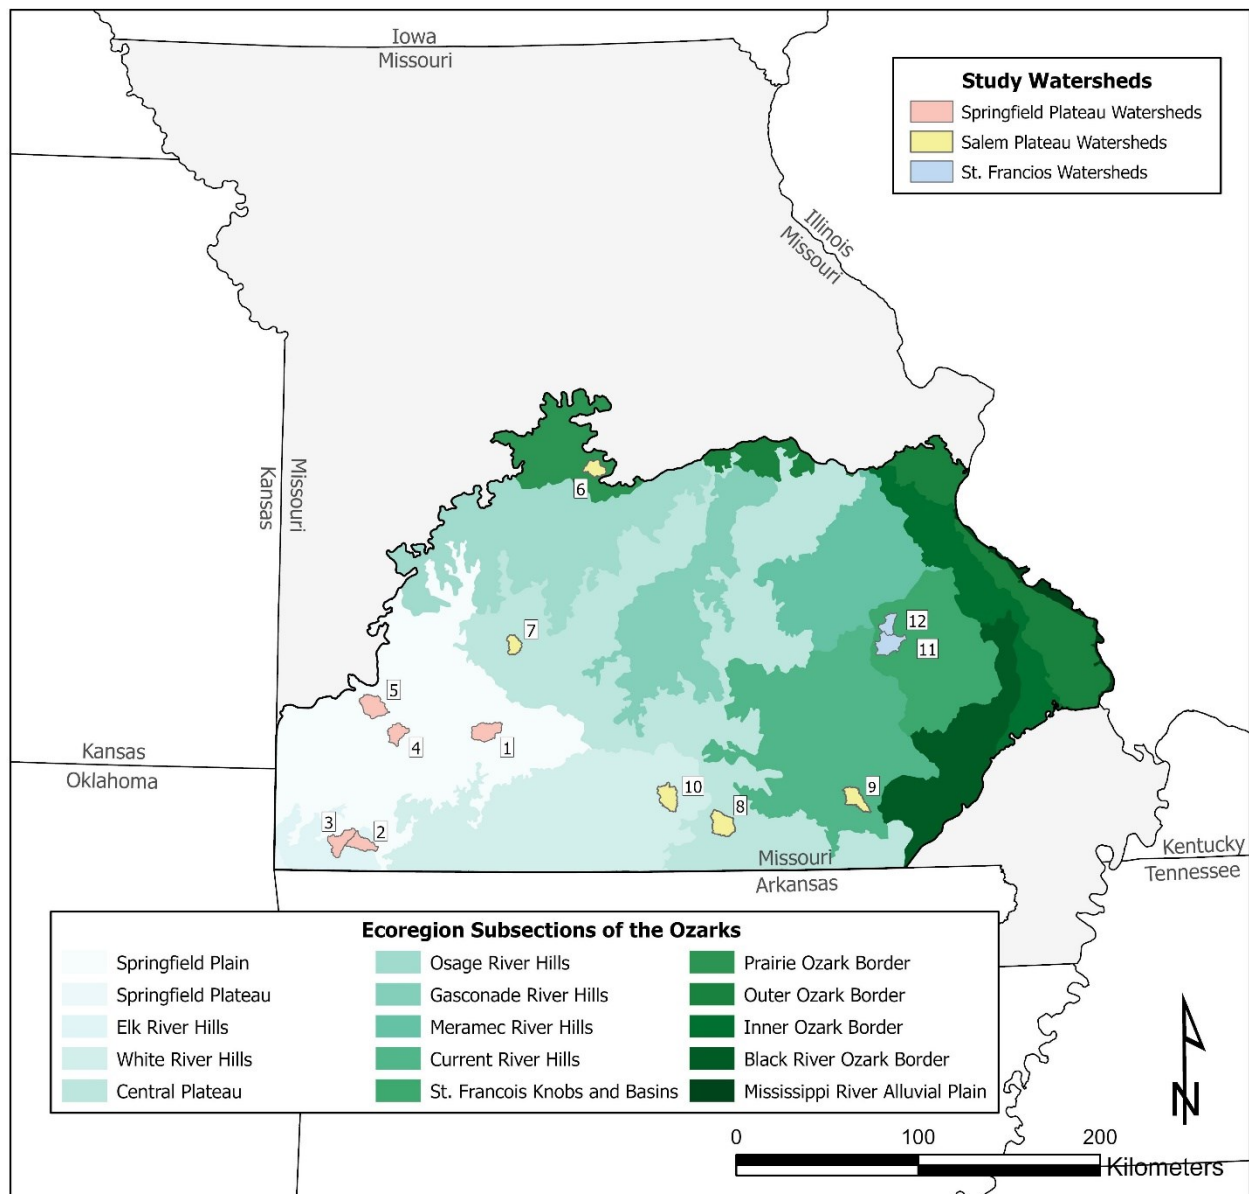 Iowa
Missouri
Study Watersheds
Springfield Plateau Watersheds
Salem Plateau Watersheds
St. Francios Watersheds
Illinois
Missouri
Kansas
Missouri
6
7
12
11
5
4
1
10
8
9
3
2
Kansas
Oklahoma
Missouri
Arkansas
Kentucky
Tennessee
Ecoregion Subsections of the Ozarks
Springfield Plain
Springfield Plateau
Elk River Hills
White River Hills
Central Plateau
Osage River Hills
Gasconade River Hills
Meramec River Hills
Current River Hills
St. Francois Knobs and Basins
Prairie Ozark Border
Outer Ozark Border
Inner Ozark Border
Black River Ozark Border
Mississippi River Alluvial Plain
N
0 100 200
Kilometers